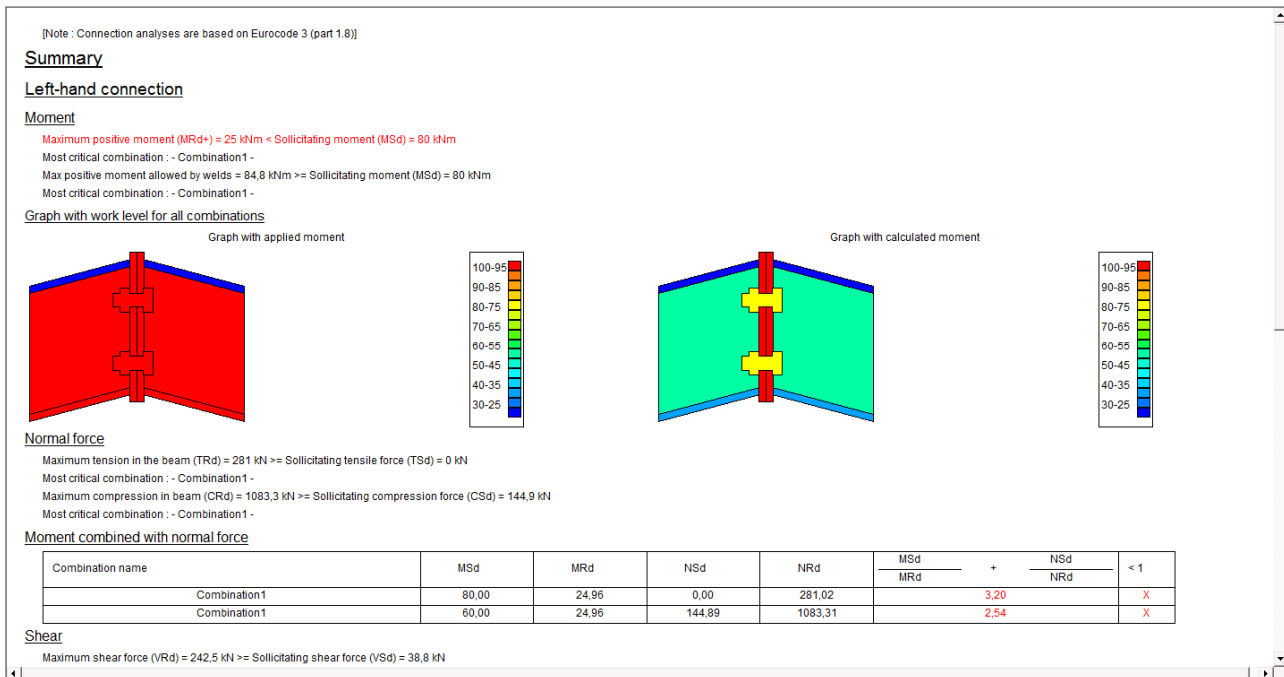 [Note : Connection analyses are based on Eurocode 3 (part 1.8)]
Summary
Left-hand connection
Moment
Maximum positive moment (MRd+) = 25 kNm < Sollicitating moment (MSd) = 80 kNm
Most critical combination : - Combination1 -
Max positive moment allowed by welds = 84,8 kNm >= Sollicitating moment (MSd) = 80 kNm
Most critical combination : - Combination1 -
Graph with work level for all combinations
Graph with applied moment
100-95
90-85
80-75
70-65
60-55
50-45
40-35
30-25
Graph with calculated moment
100-95
90-85
80-75
70-65
60-55
50-45
40-35
30-25
Normal force
Maximum tension in the beam (TRd) = 281 kN >= Sollicitating tensile force (TSd) = 0 kN
Most critical combination : - Combination1 -
Maximum compression in beam (CRd) = 1083,3 kN >= Sollicitating compression force (CSd) = 144,9 kN
Most critical combination : - Combination1 -
Moment combined with normal force
Combination name MSd MRd NSd NRd MSd / MRd + NSd / NRd < 1
Combination1 80,00 24,96 0,00 281,02 3,20 X
Combination1 60,00 24,96 144,89 1083,31 2,54 X
Shear
Maximum shear force (VRd) = 242,5 kN >= Sollicitating shear force (VSd) = 38,8 kN